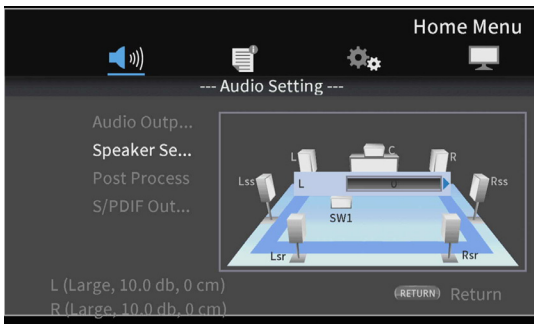 Home Menu
--- Audio Setting ---
Audio Outp...
Speaker Se...
Post Process
S/PDIF Out...
L
C
R
Lss
L
0
Rss
SW1
Lsr
Rsr
L (Large, 10.0 db, 0 cm)
R (Large, 10.0 db, 0 cm)
RETURN Return